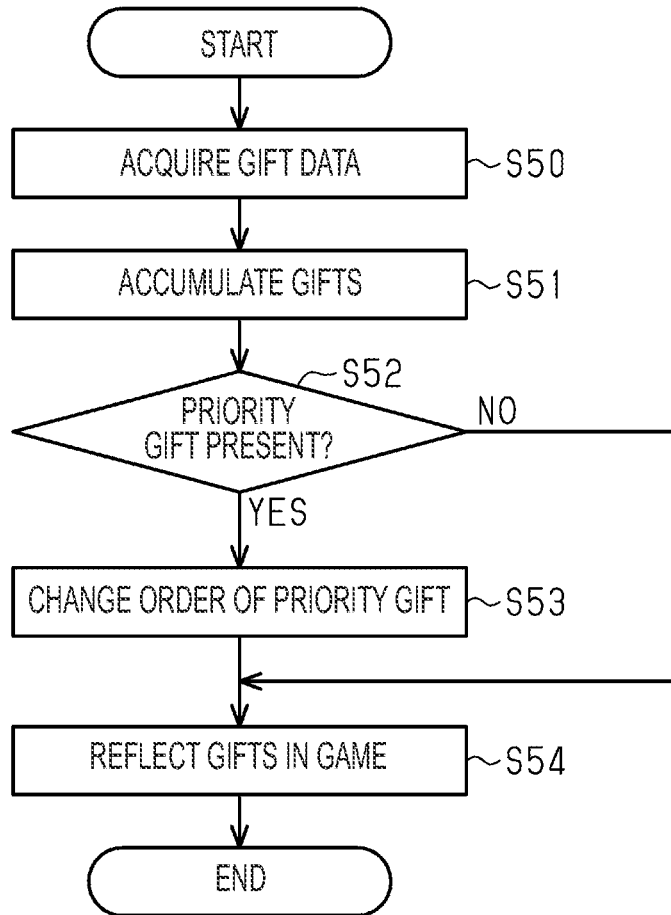 START
ACQUIRE GIFT DATA
S50
ACCUMULATE GIFTS
S51
S52
PRIORITY
GIFT PRESENT?
NO
YES
CHANGE ORDER OF PRIORITY GIFT
S53
REFLECT GIFTS IN GAME
S54
END